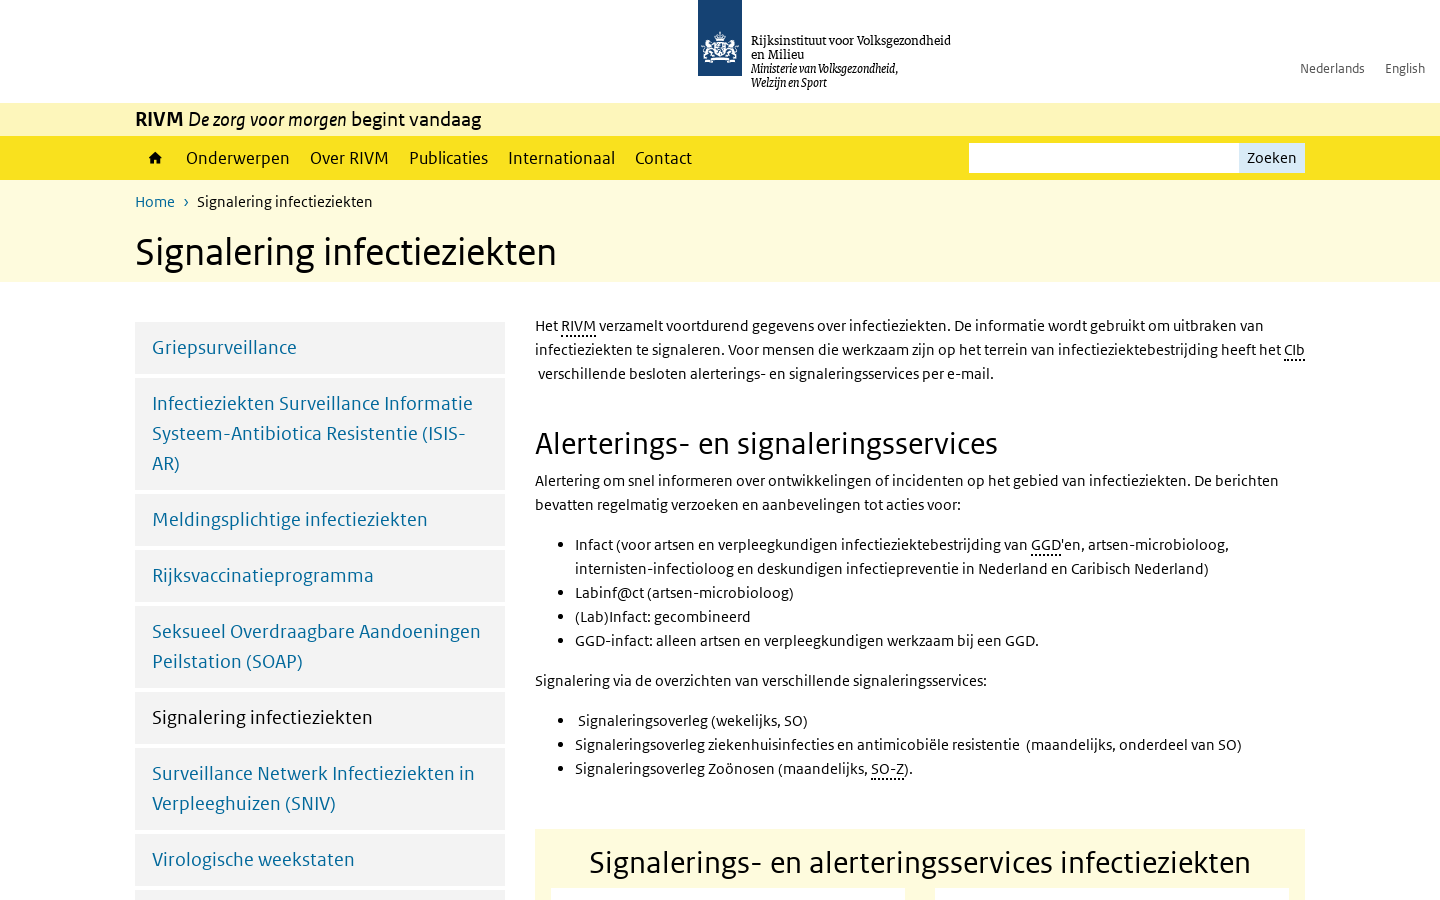 Rijksinstituut voor Volksgezondheid
en Milieu
Ministerie van Volksgezondheid,
Welzijn en Sport
Nederlands English
RIVM De zorg voor morgen begint vandaag
Onderwerpen Over RIVM Publicaties Internationaal Contact
Zoeken
Home › Signalering infectieziekten
Signalering infectieziekten
Griepsurveillance
Infectieziekten Surveillance Informatie
Systeem-Antibiotica Resistentie (ISIS-
AR)
Meldingsplichtige infectieziekten
Rijksvaccinatieprogramma
Seksueel Overdraagbare Aandoeningen
Peilstation (SOAP)
Signalering infectieziekten
Surveillance Netwerk Infectieziekten in
Verpleeghuizen (SNIV)
Virologische weekstaten
Het RIVM verzamelt voortdurend gegevens over infectieziekten. De informatie wordt gebruikt om uitbraken van
infectieziekten te signaleren. Voor mensen die werkzaam zijn op het terrein van infectieziektebestrijding heeft het CIb
verschillende besloten alerterings- en signaleringsservices per e-mail.
Alerterings- en signaleringsservices
Alertering om snel informeren over ontwikkelingen of incidenten op het gebied van infectieziekten. De berichten
bevatten regelmatig verzoeken en aanbevelingen tot acties voor:
• Infact (voor artsen en verpleegkundigen infectieziektebestrijding van GGD'en, artsen-microbioloog,
internisten-infectioloog en deskundigen infectiepreventie in Nederland en Caribisch Nederland)
• Labinf@ct (artsen-microbioloog)
• (Lab)Infact: gecombineerd
• GGD-infact: alleen artsen en verpleegkundigen werkzaam bij een GGD.
Signalering via de overzichten van verschillende signaleringsservices:
• Signaleringsoverleg (wekelijks, SO)
• Signaleringsoverleg ziekenhuisinfecties en antimicobiële resistentie (maandelijks, onderdeel van SO)
• Signaleringsoverleg Zoönosen (maandelijks, SO-Z).
Signalerings- en alerteringsservices infectieziekten